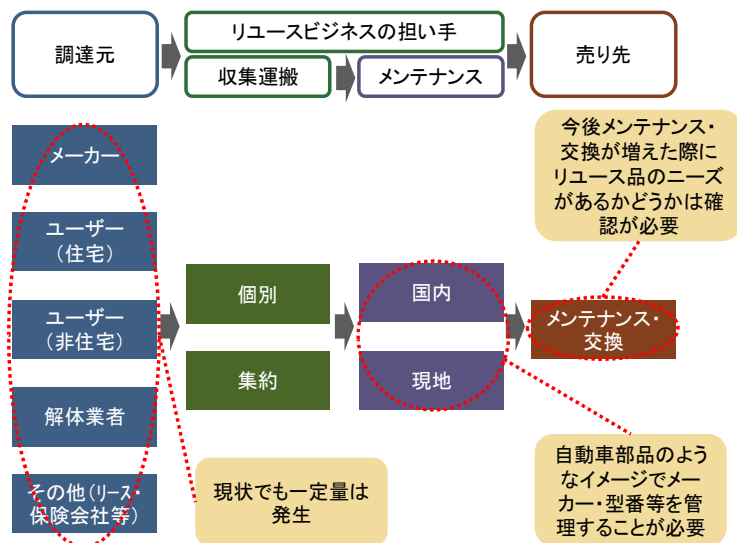 調達元
リユースビジネスの担い手
収集運搬
メンテナンス
売り先
メーカー
ユーザー
（住宅）
ユーザー
（非住宅）
解体業者
その他（リース・
保険会社等）
個別
集約
国内
現地
メンテナンス・
交換
今後メンテナンス・
交換が増えた際に
リユース品のニーズ
があるかどうかは確
認が必要
現状でも一定量は
発生
自動車部品のよう
なイメージでメー
カー・型番等を管
理することが必要